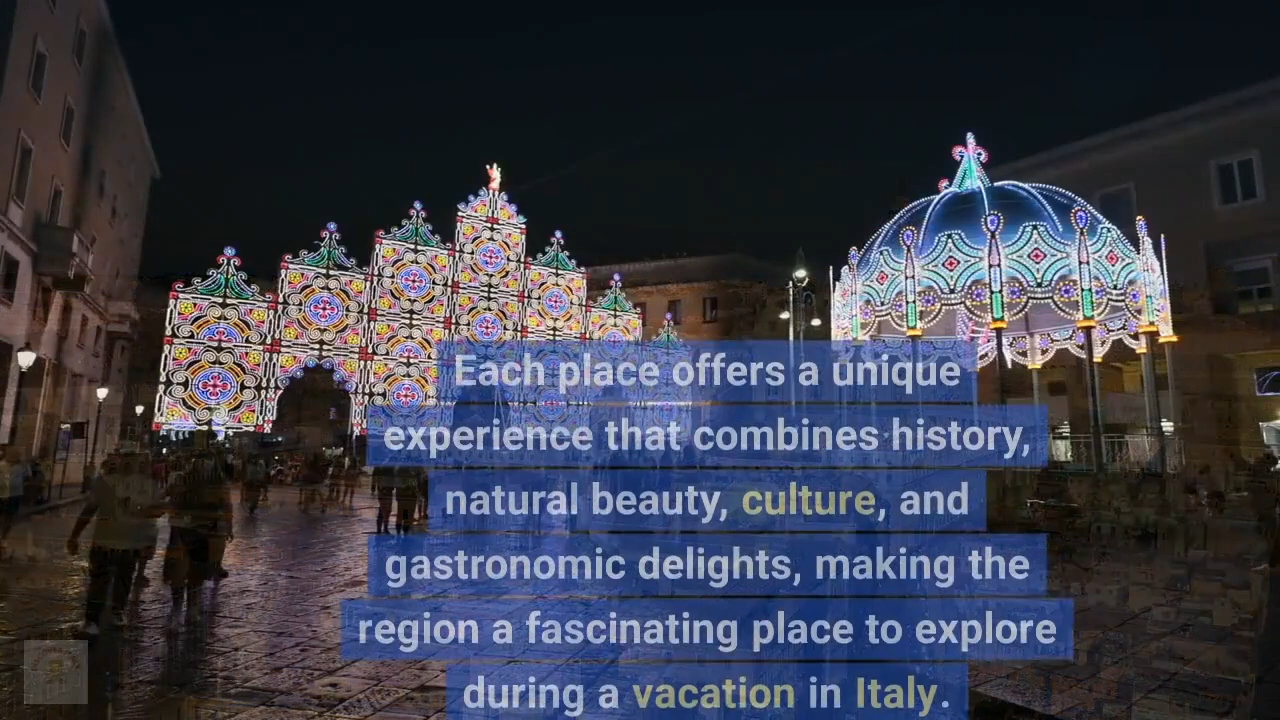 Each place offers a unique
experience that combines history,
natural beauty, culture, and
gastronomic delights, making the
region a fascinating place to explore
during a vacation in Italy.